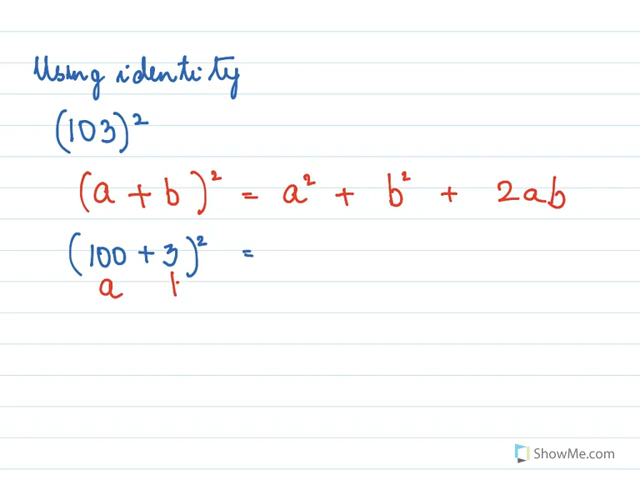 Using identity
(103)²
(a + b)² = a² + b² + 2ab
(100 + 3)² =
a
ShowMe.com